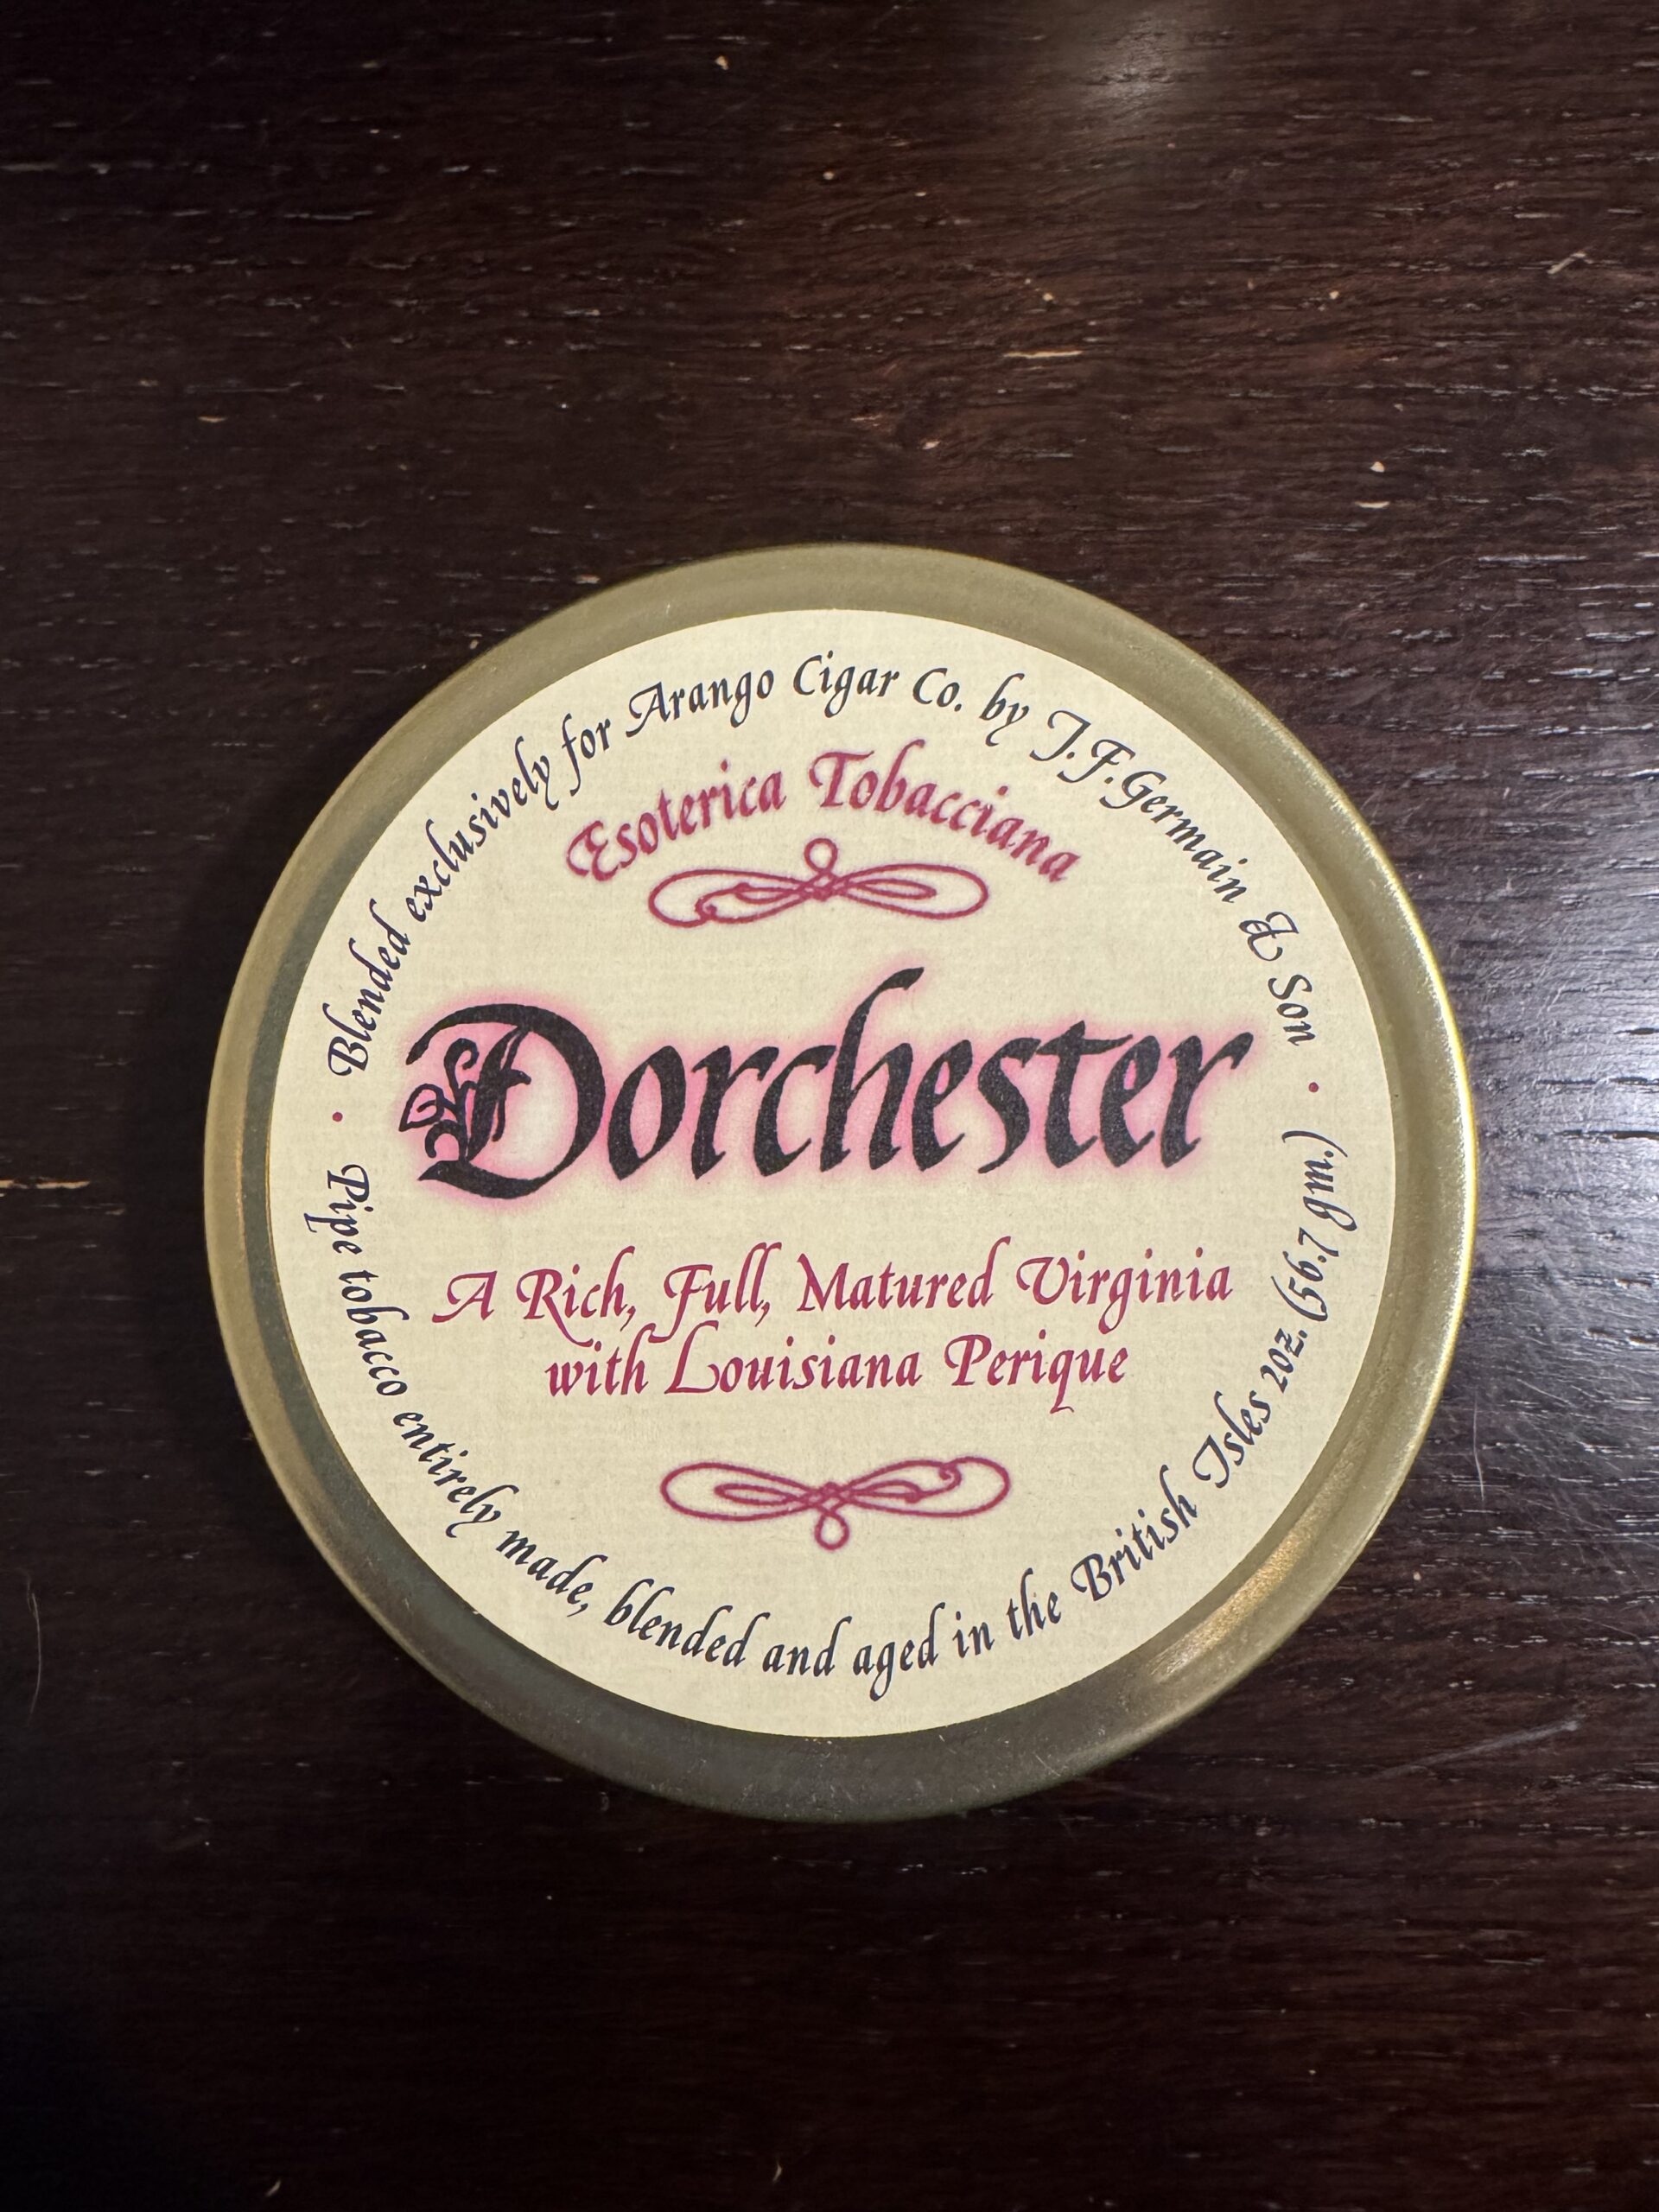 Blended exclusively for Arango Cigar Co. by J.F.Germain & Son
Esoterica Tobacciana
Dorchester
A Rich, Full, Matured Virginia
with Louisiana Perique
Pipe tobacco entirely made, blended and aged in the British Isles 2oz. (56.7 gm.)